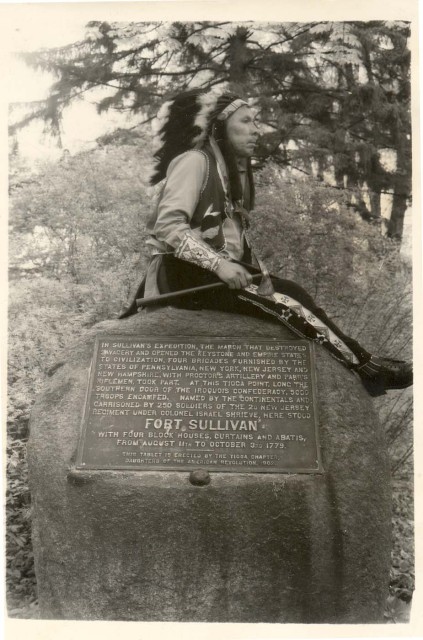 IN SULLIVAN'S EXPEDITION, THE MARCH THAT DESTROYED
SAVAGERY AND OPENED THE KEYSTONE AND EMPIRE STATES
TO CIVILIZATION, FOUR BRIGADES FURNISHED BY THE
STATES OF PENNSYLVANIA, NEW YORK, NEW JERSEY AND
NEW HAMPSHIRE, WITH PROCTOR'S ARTILLERY AND PARR'S
RIFLEMEN, TOOK PART. AT THIS TIOGA POINT, LONG THE
SOUTHERN DOOR OF THE IROQUOIS CONFEDERACY, 5000
TROOPS ENCAMPED. NAMED BY THE CONTINENTALS AND
GARRISONED BY 250 SOLDIERS OF THE 2D NEW JERSEY
REGIMENT UNDER COLONEL ISRAEL SHREVE, HERE STOOD
FORT SULLIVAN
WITH FOUR BLOCK HOUSES, CURTAINS AND ABATIS,
FROM AUGUST 11TH TO OCTOBER 3RD 1779.
THIS TABLET IS ERECTED BY THE TIOGA CHAPTER,
DAUGHTERS OF THE AMERICAN REVOLUTION,